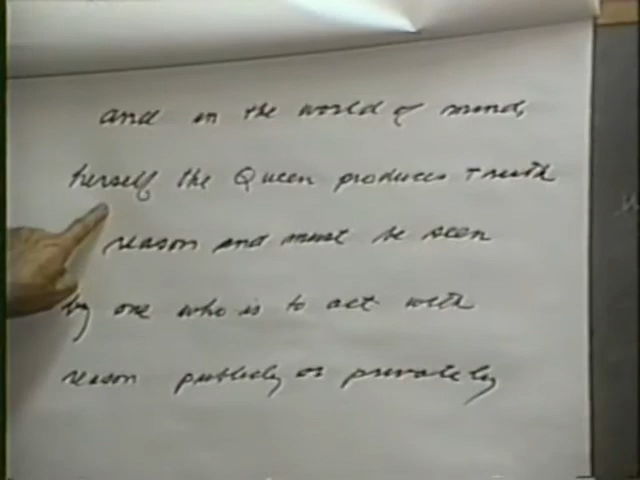 and in the world of mind,
herself the Queen produces Truth
reason and must be seen
by one who is to act with
reason publicly or privately